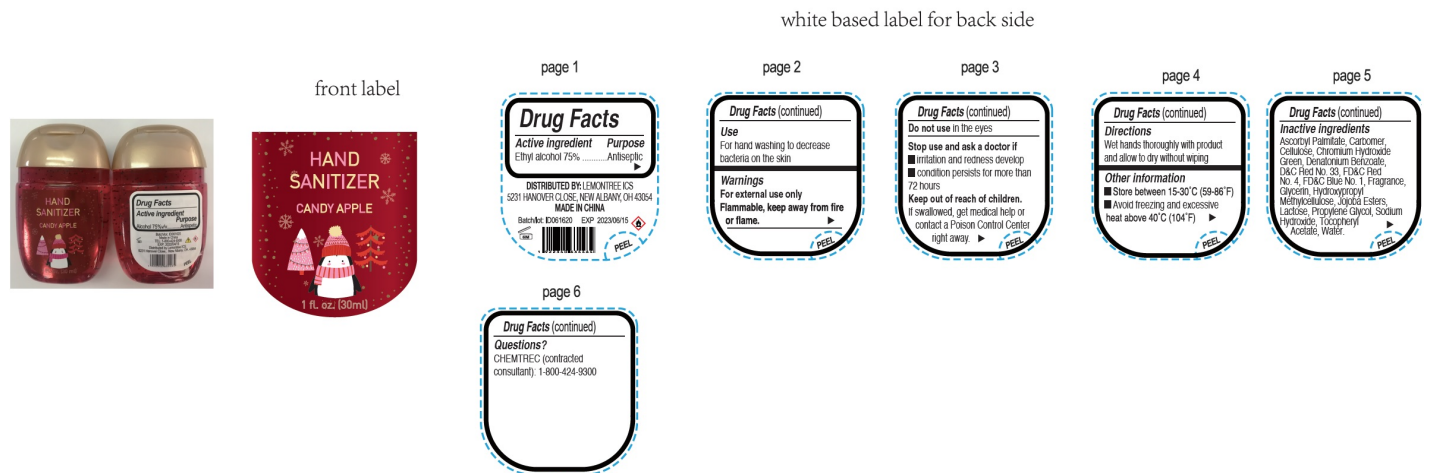 white based label for back side
front label
HAND
SANITIZER
CANDY APPLE
Drug Facts
Active ingredient
Purpose
Alcohol 75%
HAND
SANITIZER
CANDY APPLE
1 fl. oz. (30ml)
page 1
Drug Facts
Active ingredient Purpose
Ethyl alcohol 75% ..........Antiseptic
DISTRIBUTED BY: LEMONTREE ICS
5231 HANOVER CLOSE, NEW ALBANY, OH 43054
MADE IN CHINA
Batch/lot: ID061620 EXP 2023/06/15
PEEL
page 2
Drug Facts (continued)
Use
For hand washing to decrease
bacteria on the skin
Warnings
For external use only
Flammable, keep away from fire
or flame.
PEEL
page 3
Drug Facts (continued)
Do not use in the eyes
Stop use and ask a doctor if
irritation and redness develop
condition persists for more than
72 hours
Keep out of reach of children.
If swallowed, get medical help or
contact a Poison Control Center
right away.
PEEL
page 4
Drug Facts (continued)
Directions
Wet hands thoroughly with product
and allow to dry without wiping
Other information
Store between 15-30˚C (59-86˚F)
Avoid freezing and excessive
heat above 40˚C (104˚F)
PEEL
page 5
Drug Facts (continued)
Inactive ingredients
Ascorbyl Palmitate, Carbomer,
Cellulose, Chromium Hydroxide
Green, Denatonium Benzoate,
D&C Red No. 33, FD&C Red
No. 4, FD&C Blue No. 1, Fragrance,
Glycerin, Hydroxypropyl
Methylcellulose, Jojoba Esters,
Lactose, Propylene Glycol, Sodium
Hydroxide, Tocopheryl
Acetate, Water.
PEEL
page 6
Drug Facts (continued)
Questions?
CHEMTREC (contracted
consultant): 1-800-424-9300